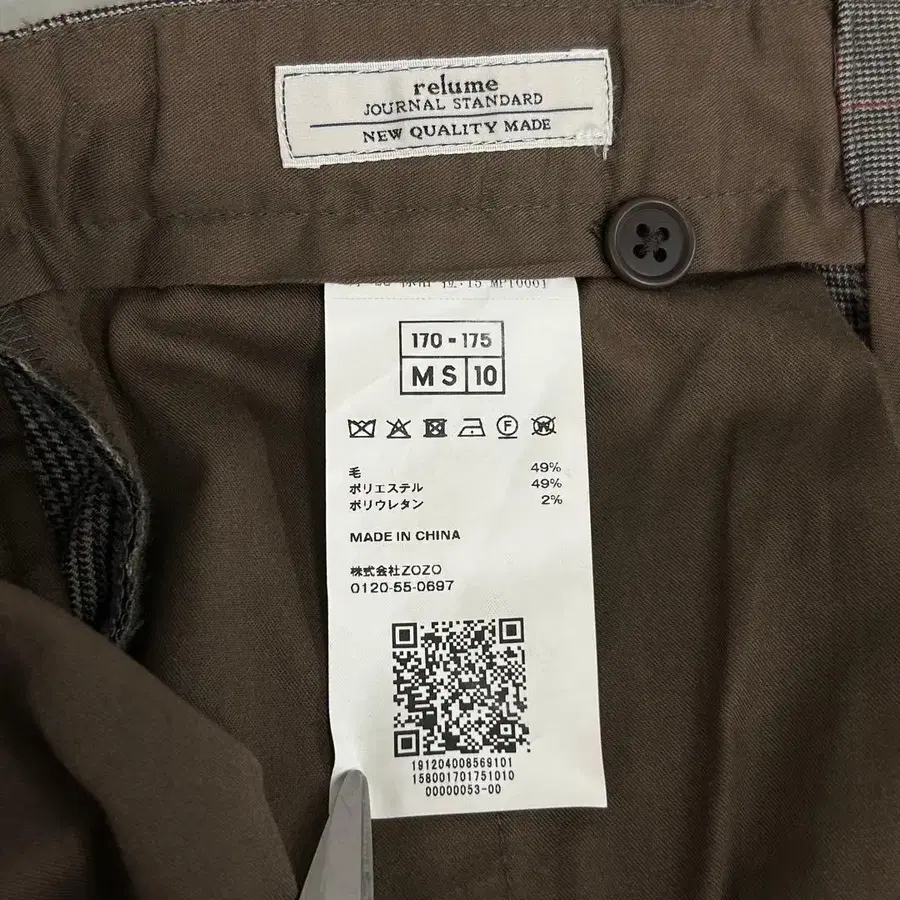 relume
JOURNAL STANDARD
NEW QUALITY MADE
170-175
MS 10
F
W
毛 49%
ポリエステル 49%
ポリウレタン 2%
MADE IN CHINA
株式会社ZOZO
0120-55-0697
191204008569101
158001701751010
00000053-00